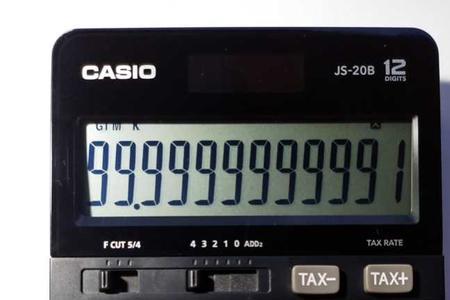 CASIO JS-20B 12 DIGITS
GT M K
99.9999999991
F CUT 5/4 4 3 2 1 0 ADD₂ TAX RATE
TAX− TAX+